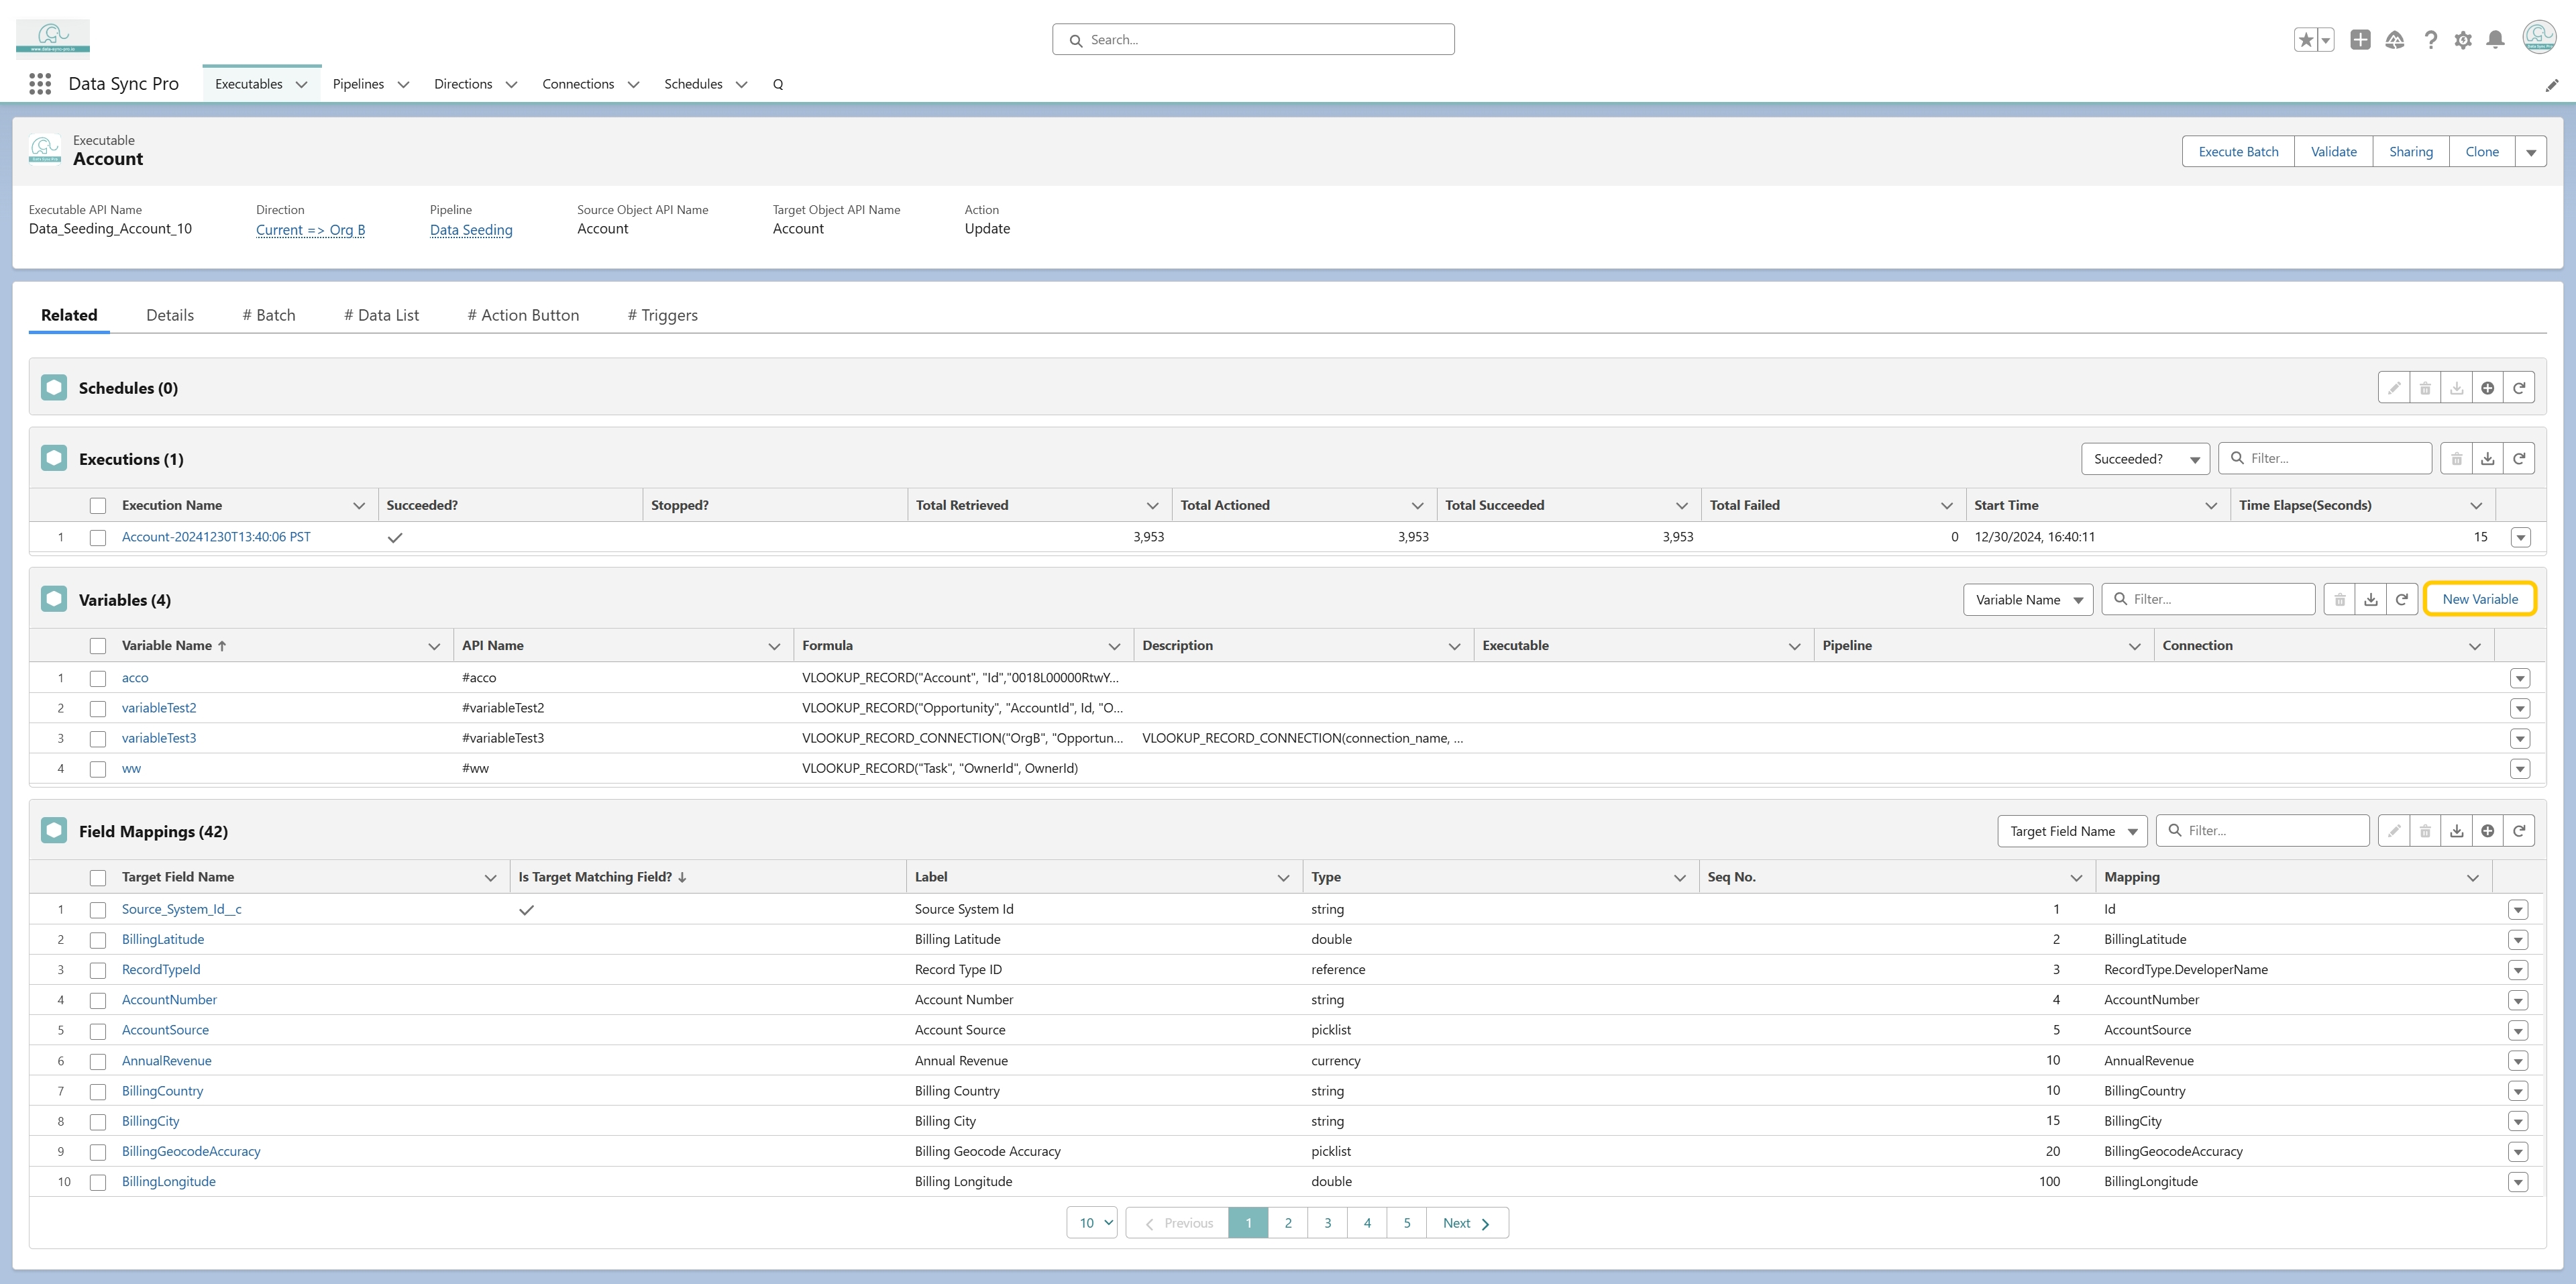 www.data-sync-pro.io
Search...
Data Sync Pro Executables Pipelines Directions Connections Schedules Q
Executable
Account
Execute Batch Validate Sharing Clone
Executable API Name Direction Pipeline Source Object API Name Target Object API Name Action
Data_Seeding_Account_10 Current => Org B Data Seeding Account Account Update
Related Details # Batch # Data List # Action Button # Triggers
Schedules (0)
Executions (1) Succeeded? Filter...
Execution Name Succeeded? Stopped? Total Retrieved Total Actioned Total Succeeded Total Failed Start Time Time Elapse(Seconds)
1 Account-20241230T13:40:06 PST 3,953 3,953 3,953 0 12/30/2024, 16:40:11 15
Variables (4) Variable Name Filter... New Variable
Variable Name API Name Formula Description Executable Pipeline Connection
1 acco #acco VLOOKUP_RECORD("Account", "Id","0018L00000RtwY...
2 variableTest2 #variableTest2 VLOOKUP_RECORD("Opportunity", "AccountId", Id, "O...
3 variableTest3 #variableTest3 VLOOKUP_RECORD_CONNECTION("OrgB", "Opportun... VLOOKUP_RECORD_CONNECTION(connection_name, ...
4 ww #ww VLOOKUP_RECORD("Task", "OwnerId", OwnerId)
Field Mappings (42) Target Field Name Filter...
Target Field Name Is Target Matching Field? Label Type Seq No. Mapping
1 Source_System_Id__c Source System Id string 1 Id
2 BillingLatitude Billing Latitude double 2 BillingLatitude
3 RecordTypeId Record Type ID reference 3 RecordType.DeveloperName
4 AccountNumber Account Number string 4 AccountNumber
5 AccountSource Account Source picklist 5 AccountSource
6 AnnualRevenue Annual Revenue currency 10 AnnualRevenue
7 BillingCountry Billing Country string 10 BillingCountry
8 BillingCity Billing City string 15 BillingCity
9 BillingGeocodeAccuracy Billing Geocode Accuracy picklist 20 BillingGeocodeAccuracy
10 BillingLongitude Billing Longitude double 100 BillingLongitude
10 Previous 1 2 3 4 5 Next